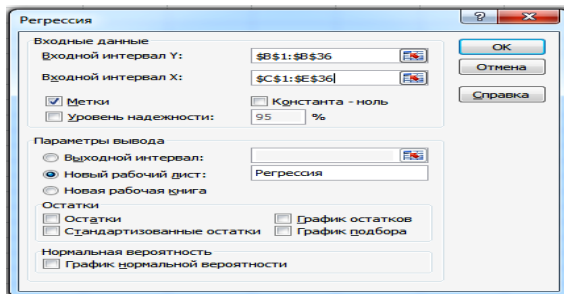 Регрессия
Входные данные
Входной интервал Y: $B$1:$B$36
Входной интервал X: $C$1:$E$36
Метки Константа - ноль
Уровень надежности: 95 %
Параметры вывода
Выходной интервал:
Новый рабочий лист: Регрессия
Новая рабочая книга
Остатки
Остатки График остатков
Стандартизованные остатки График подбора
Нормальная вероятность
График нормальной вероятности
OK
Отмена
Справка